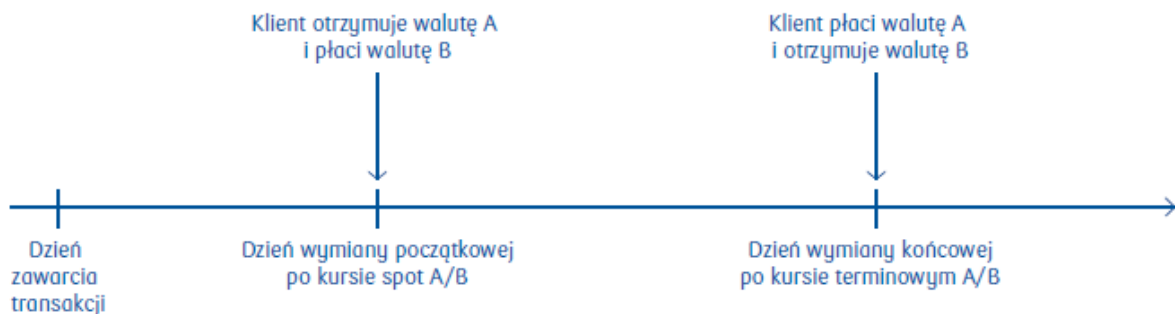 Klient otrzymuje walutę A
i płaci walutę B
Klient płaci walutę A
i otrzymuje walutę B
Dzień
zawarcia
transakcji
Dzień wymiany początkowej
po kursie spot A/B
Dzień wymiany końcowej
po kursie terminowym A/B